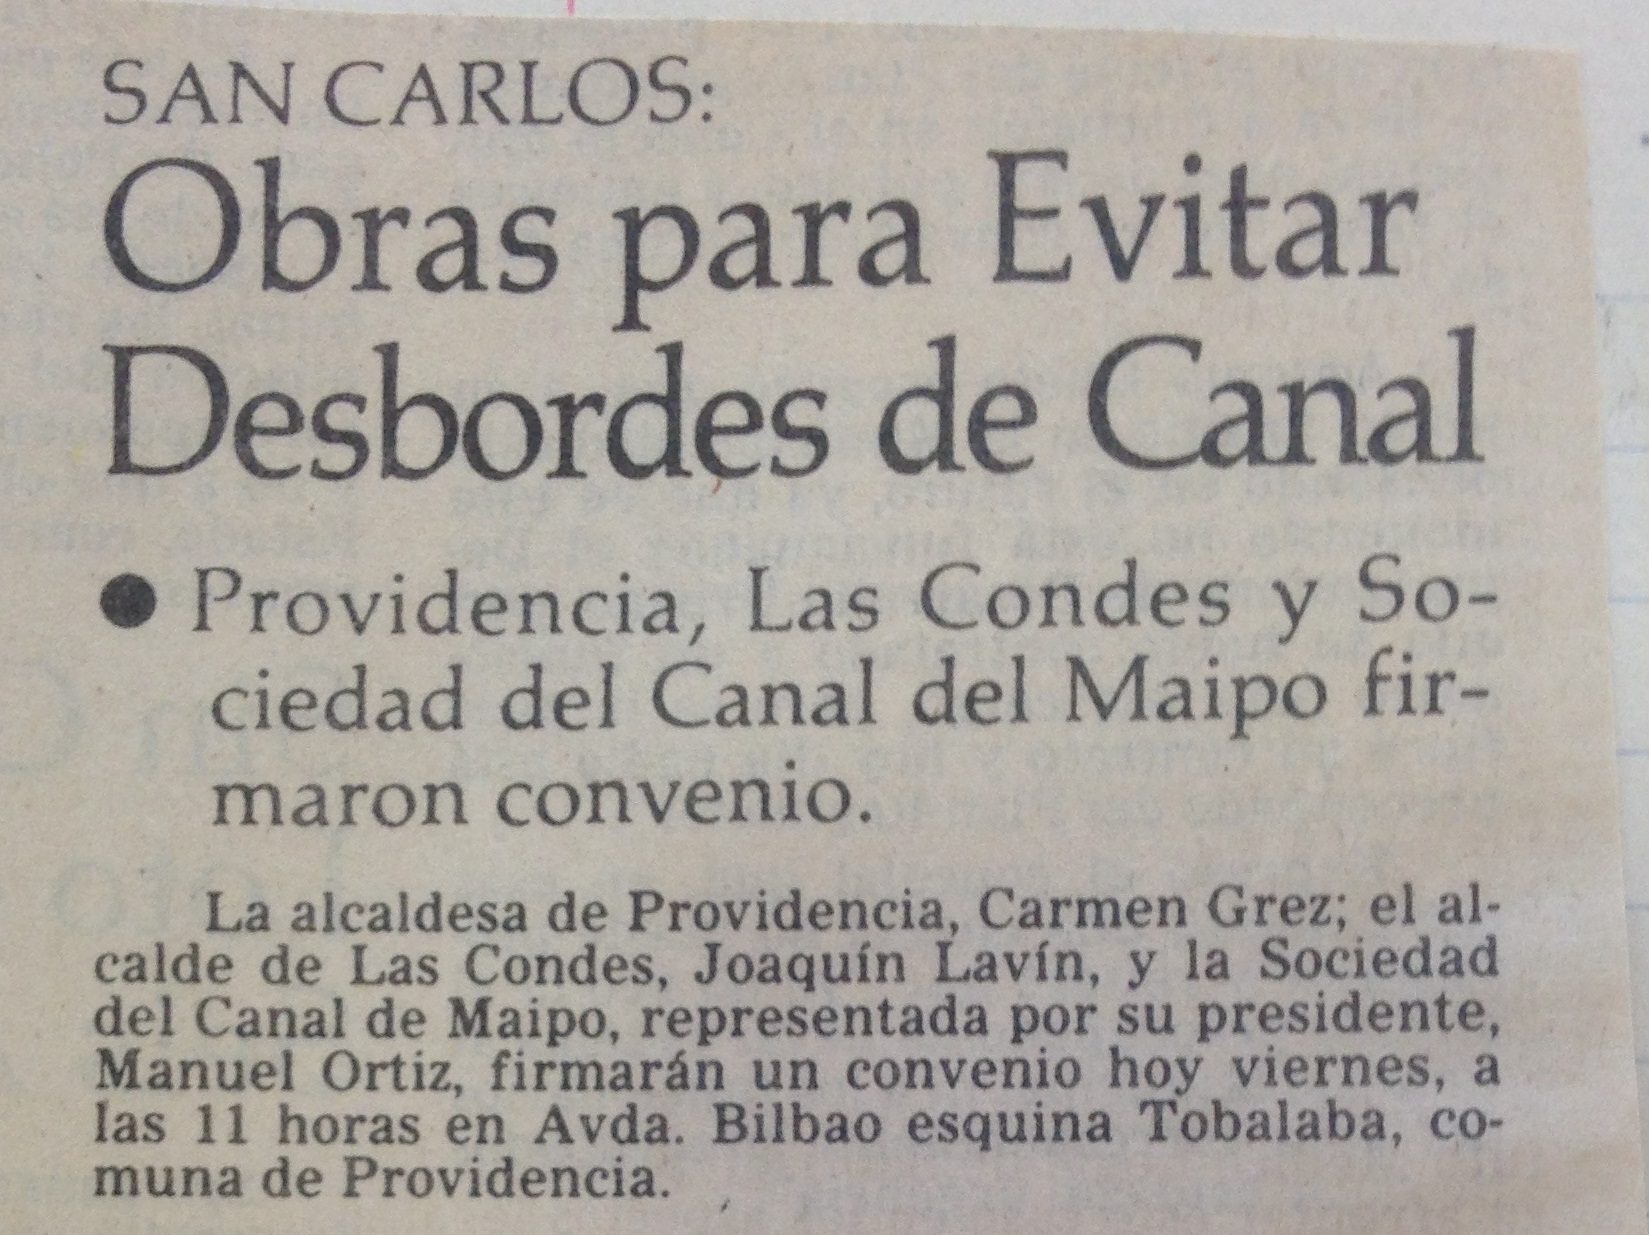 SAN CARLOS:
Obras para Evitar
Desbordes de Canal
● Providencia, Las Condes y So-
ciedad del Canal del Maipo fir-
maron convenio.
La alcaldesa de Providencia, Carmen Grez; el al-
calde de Las Condes, Joaquín Lavín, y la Sociedad
del Canal de Maipo, representada por su presidente,
Manuel Ortiz, firmarán un convenio hoy viernes, a
las 11 horas en Avda. Bilbao esquina Tobalaba, co-
muna de Providencia.